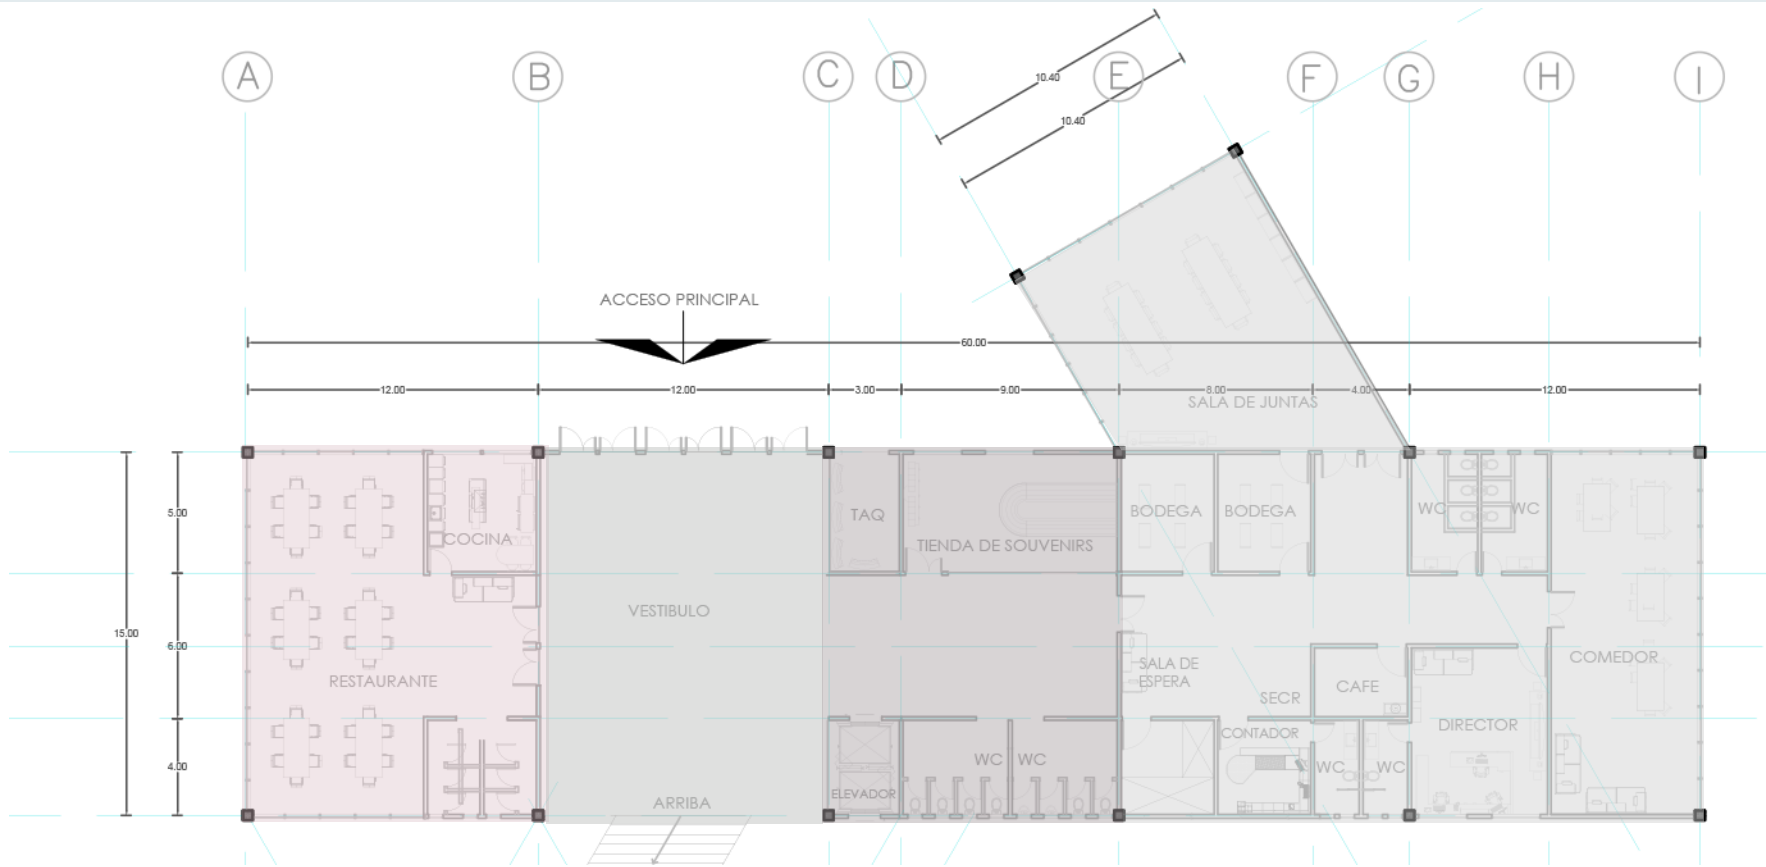 A B C D E F G H I
10.40
10.40
ACCESO PRINCIPAL
60.00
12.00 12.00 3.00 9.00 8.00 4.00 12.00
SALA DE JUNTAS
15.00
5.00
6.00
4.00
COCINA
RESTAURANTE
VESTIBULO
ARRIBA
TAQ
TIENDA DE SOUVENIRS
ELEVADOR
WC WC
BODEGA BODEGA
WC WC
SALA DE
ESPERA
SECR
CAFE
CONTADOR
WC WC
DIRECTOR
COMEDOR